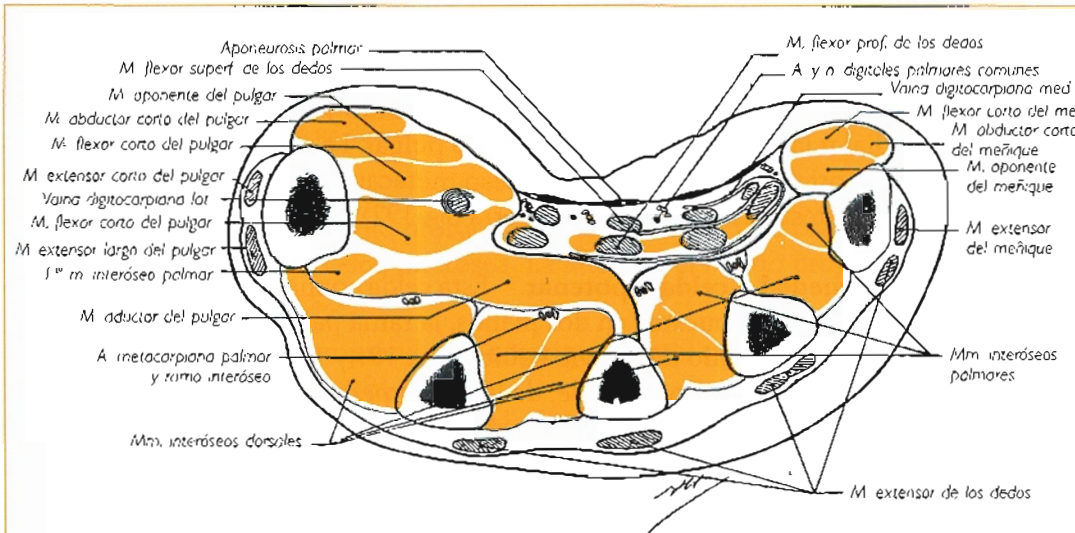 Aponeurosis palmar
M. flexor superf. de los dedos
M. oponente del pulgar
M. abductor corto del pulgar
M. flexor corto del pulgar
M. extensor corto del pulgar
Vaina digitocarpiana lat
M. flexor corto del pulgar
M. extensor largo del pulgar
1er m interóseo palmar
M. aductor del pulgar
A. metacarpiana palmar
y ramo interóseo
Mm. interóseos dorsales
M. flexor prof. de los dedos
A y n digitales palmares comunes
Vaina digitocarpiana med
M. flexor corto del me
M. abductor corto
del meñique
M. oponente
del meñique
M. extensor
del meñique
Mm. interóseos
palmares
M. extensor de los dedos